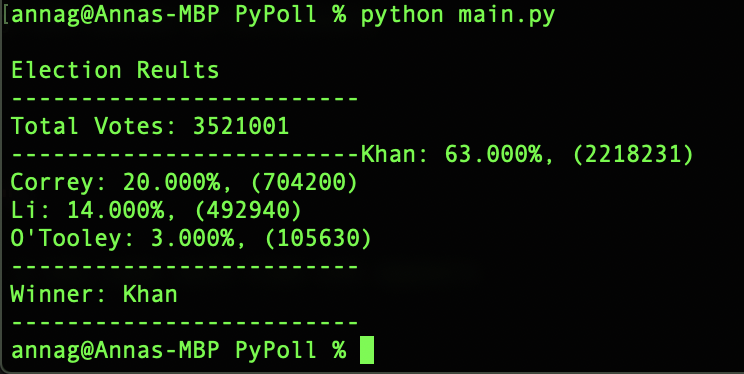 [annag@Annas-MBP PyPoll % python main.py
Election Reults
-------------------------
Total Votes: 3521001
-------------------------Khan: 63.000%, (2218231)
Correy: 20.000%, (704200)
Li: 14.000%, (492940)
O'Tooley: 3.000%, (105630)
-------------------------
Winner: Khan
-------------------------
annag@Annas-MBP PyPoll %